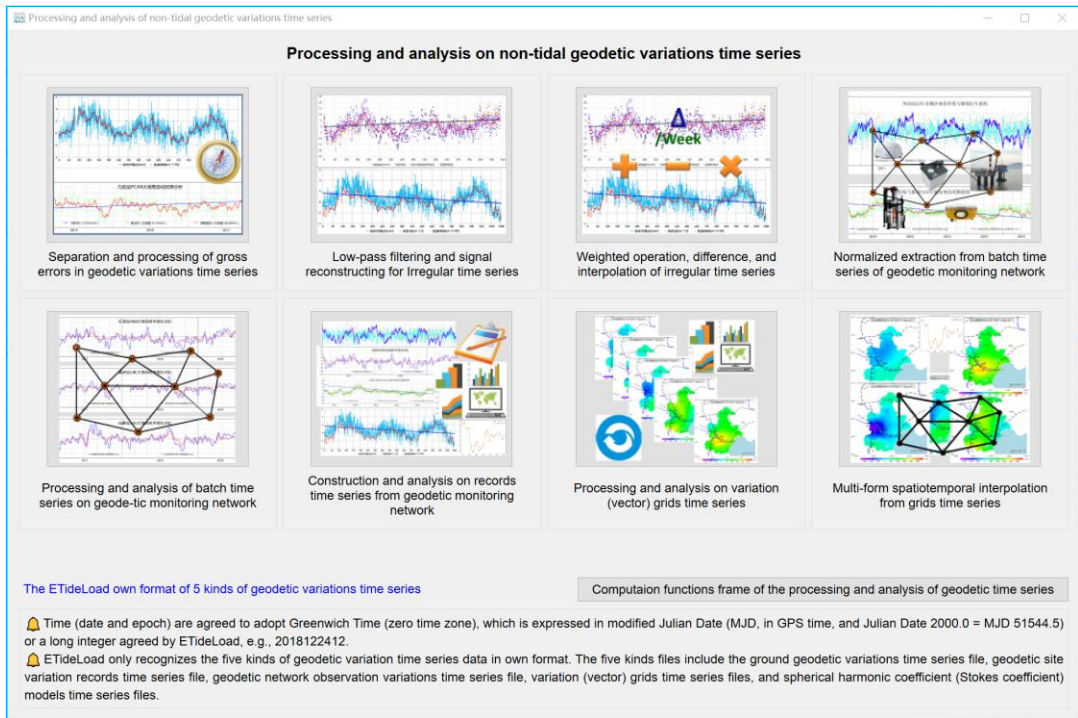 Processing and analysis of non-tidal geodetic variations time series
Processing and analysis on non-tidal geodetic variations time series
Separation and processing of gross
errors in geodetic variations time series
Low-pass filtering and signal
reconstructing for Irregular time series
Δ
/Week
Weighted operation, difference, and
interpolation of irregular time series
Normalized extraction from batch time
series of geodetic monitoring network
Processing and analysis of batch time
series on geode-tic monitoring network
Construction and analysis on records
time series from geodetic monitoring
network
Processing and analysis on variation
(vector) grids time series
Multi-form spatiotemporal interpolation
from grids time series
The ETideLoad own format of 5 kinds of geodetic variations time series
Computaion functions frame of the processing and analysis of geodetic time series
Time (date and epoch) are agreed to adopt Greenwich Time (zero time zone), which is expressed in modified Julian Date (MJD, in GPS time, and Julian Date 2000.0 = MJD 51544.5)
or a long integer agreed by ETideLoad, e.g., 2018122412.
ETideLoad only recognizes the five kinds of geodetic variation time series data in own format. The five kinds files include the ground geodetic variations time series file, geodetic site
variation records time series file, geodetic network observation variations time series file, variation (vector) grids time series files, and spherical harmonic coefficient (Stokes coefficient)
models time series files.